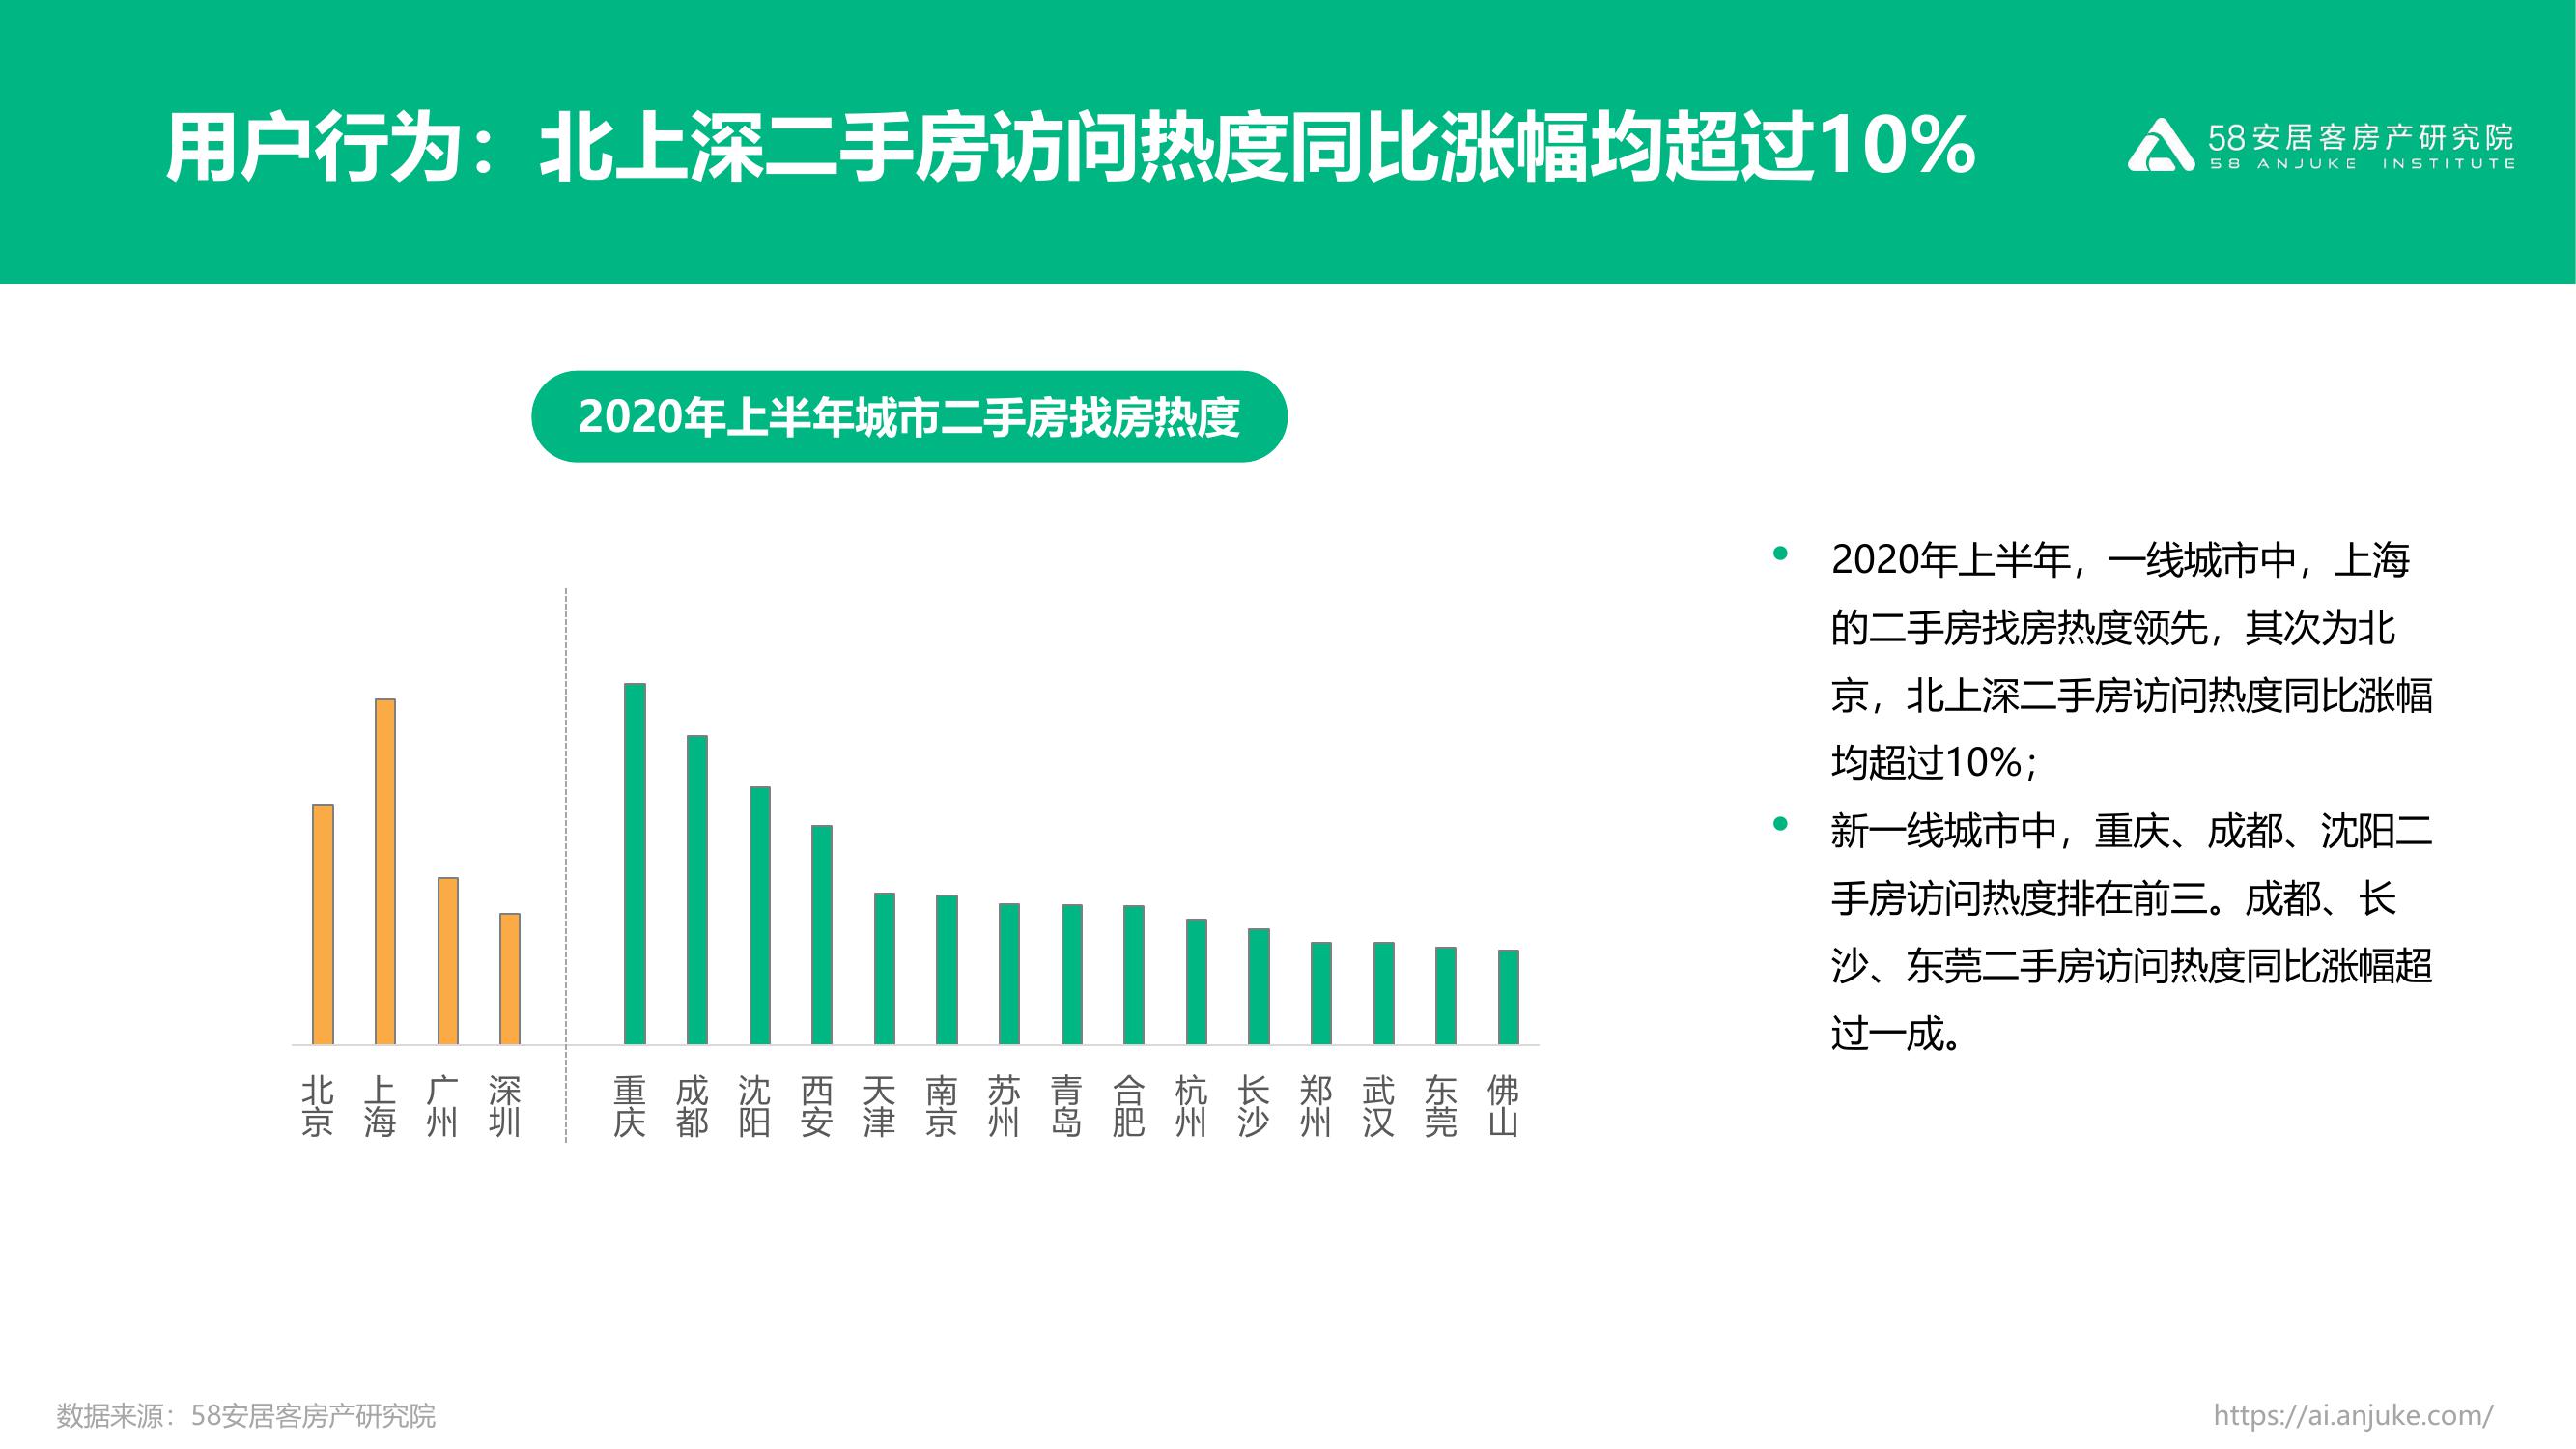 用户行为：北上深二手房访问热度同比涨幅均超过10%
58安居客房产研究院
58 ANJUKE INSTITUTE
2020年上半年城市二手房找房热度
北京 上海 广州 深圳 重庆 成都 沈阳 西安 天津 南京 苏州 青岛 合肥 杭州 长沙 郑州 武汉 东莞 佛山
2020年上半年，一线城市中，上海
的二手房找房热度领先，其次为北
京，北上深二手房访问热度同比涨幅
均超过10%；
新一线城市中，重庆、成都、沈阳二
手房访问热度排在前三。成都、长
沙、东莞二手房访问热度同比涨幅超
过一成。
数据来源：58安居客房产研究院
https://ai.anjuke.com/